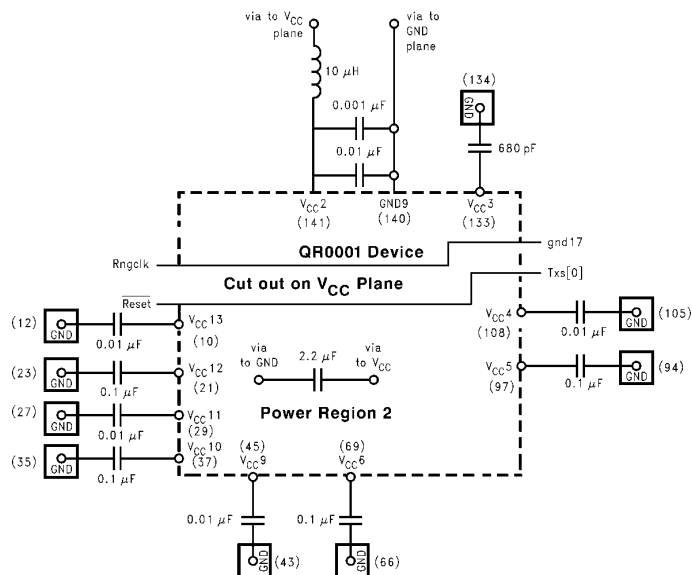 via to VCC
plane
via to
GND
plane
10 μH
(134)
GND
0.001 μF
0.01 μF
680 pF
VCC2
(141)
GND9
(140)
VCC3
(133)
QR0001 Device
gnd17
Rngclk
Cut out on VCC Plane
Txs[0]
Reset
(12)
GND
0.01 μF
VCC13
(10)
VCC4
(108)
0.01 μF
GND
(105)
(23)
GND
0.1 μF
VCC12
(21)
via
to GND
2.2 μF
via
to VCC
VCC5
(97)
0.1 μF
GND
(94)
(27)
GND
0.01 μF
VCC11
(29)
Power Region 2
(35)
GND
0.1 μF
VCC10
(37)
(45)
VCC9
(69)
VCC6
0.01 μF
0.1 μF
GND
(43)
GND
(66)